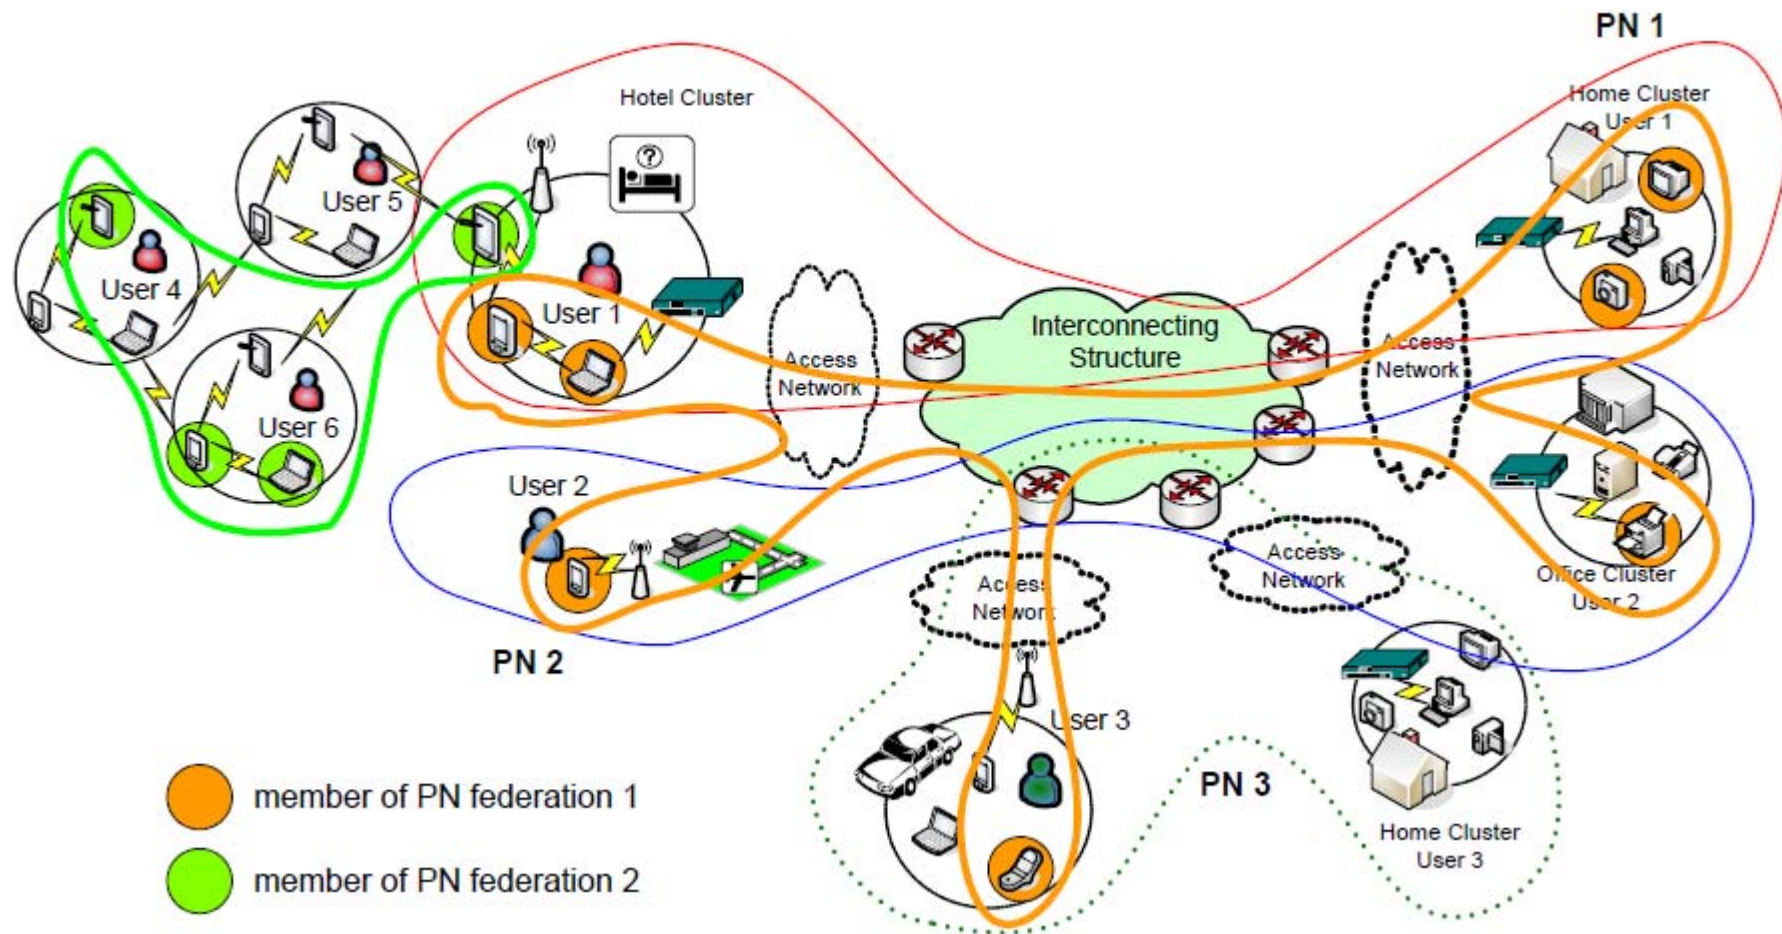 PN 1
Hotel Cluster
Home Cluster
User 1
?
User 5
User 4
User 1
User 6
Interconnecting
Structure
Access
Network
Access
Network
User 2
Access
Network
Access
Network
Office Cluster
User 2
PN 2
User 3
PN 3
Home Cluster
User 3
member of PN federation 1
member of PN federation 2